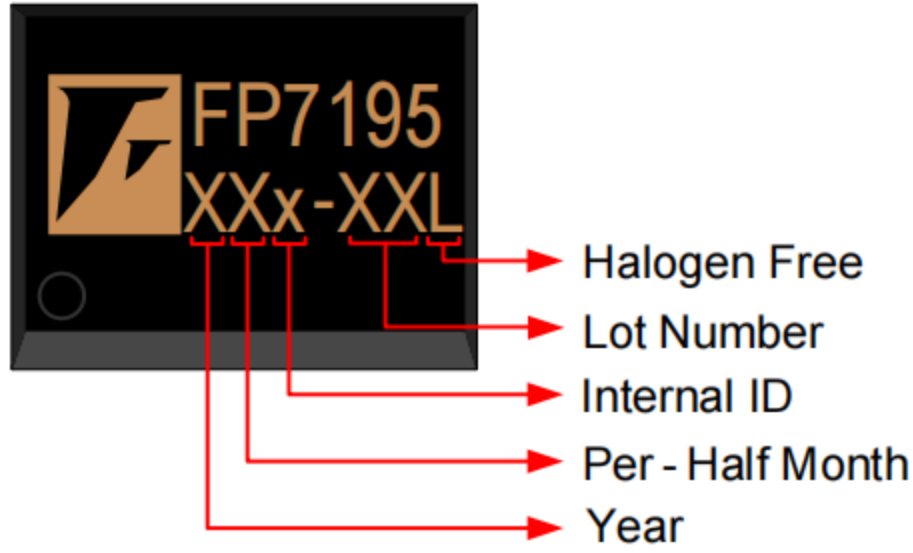 FP7195
XXx-XXL
Halogen Free
Lot Number
Internal ID
Per-Half Month
Year